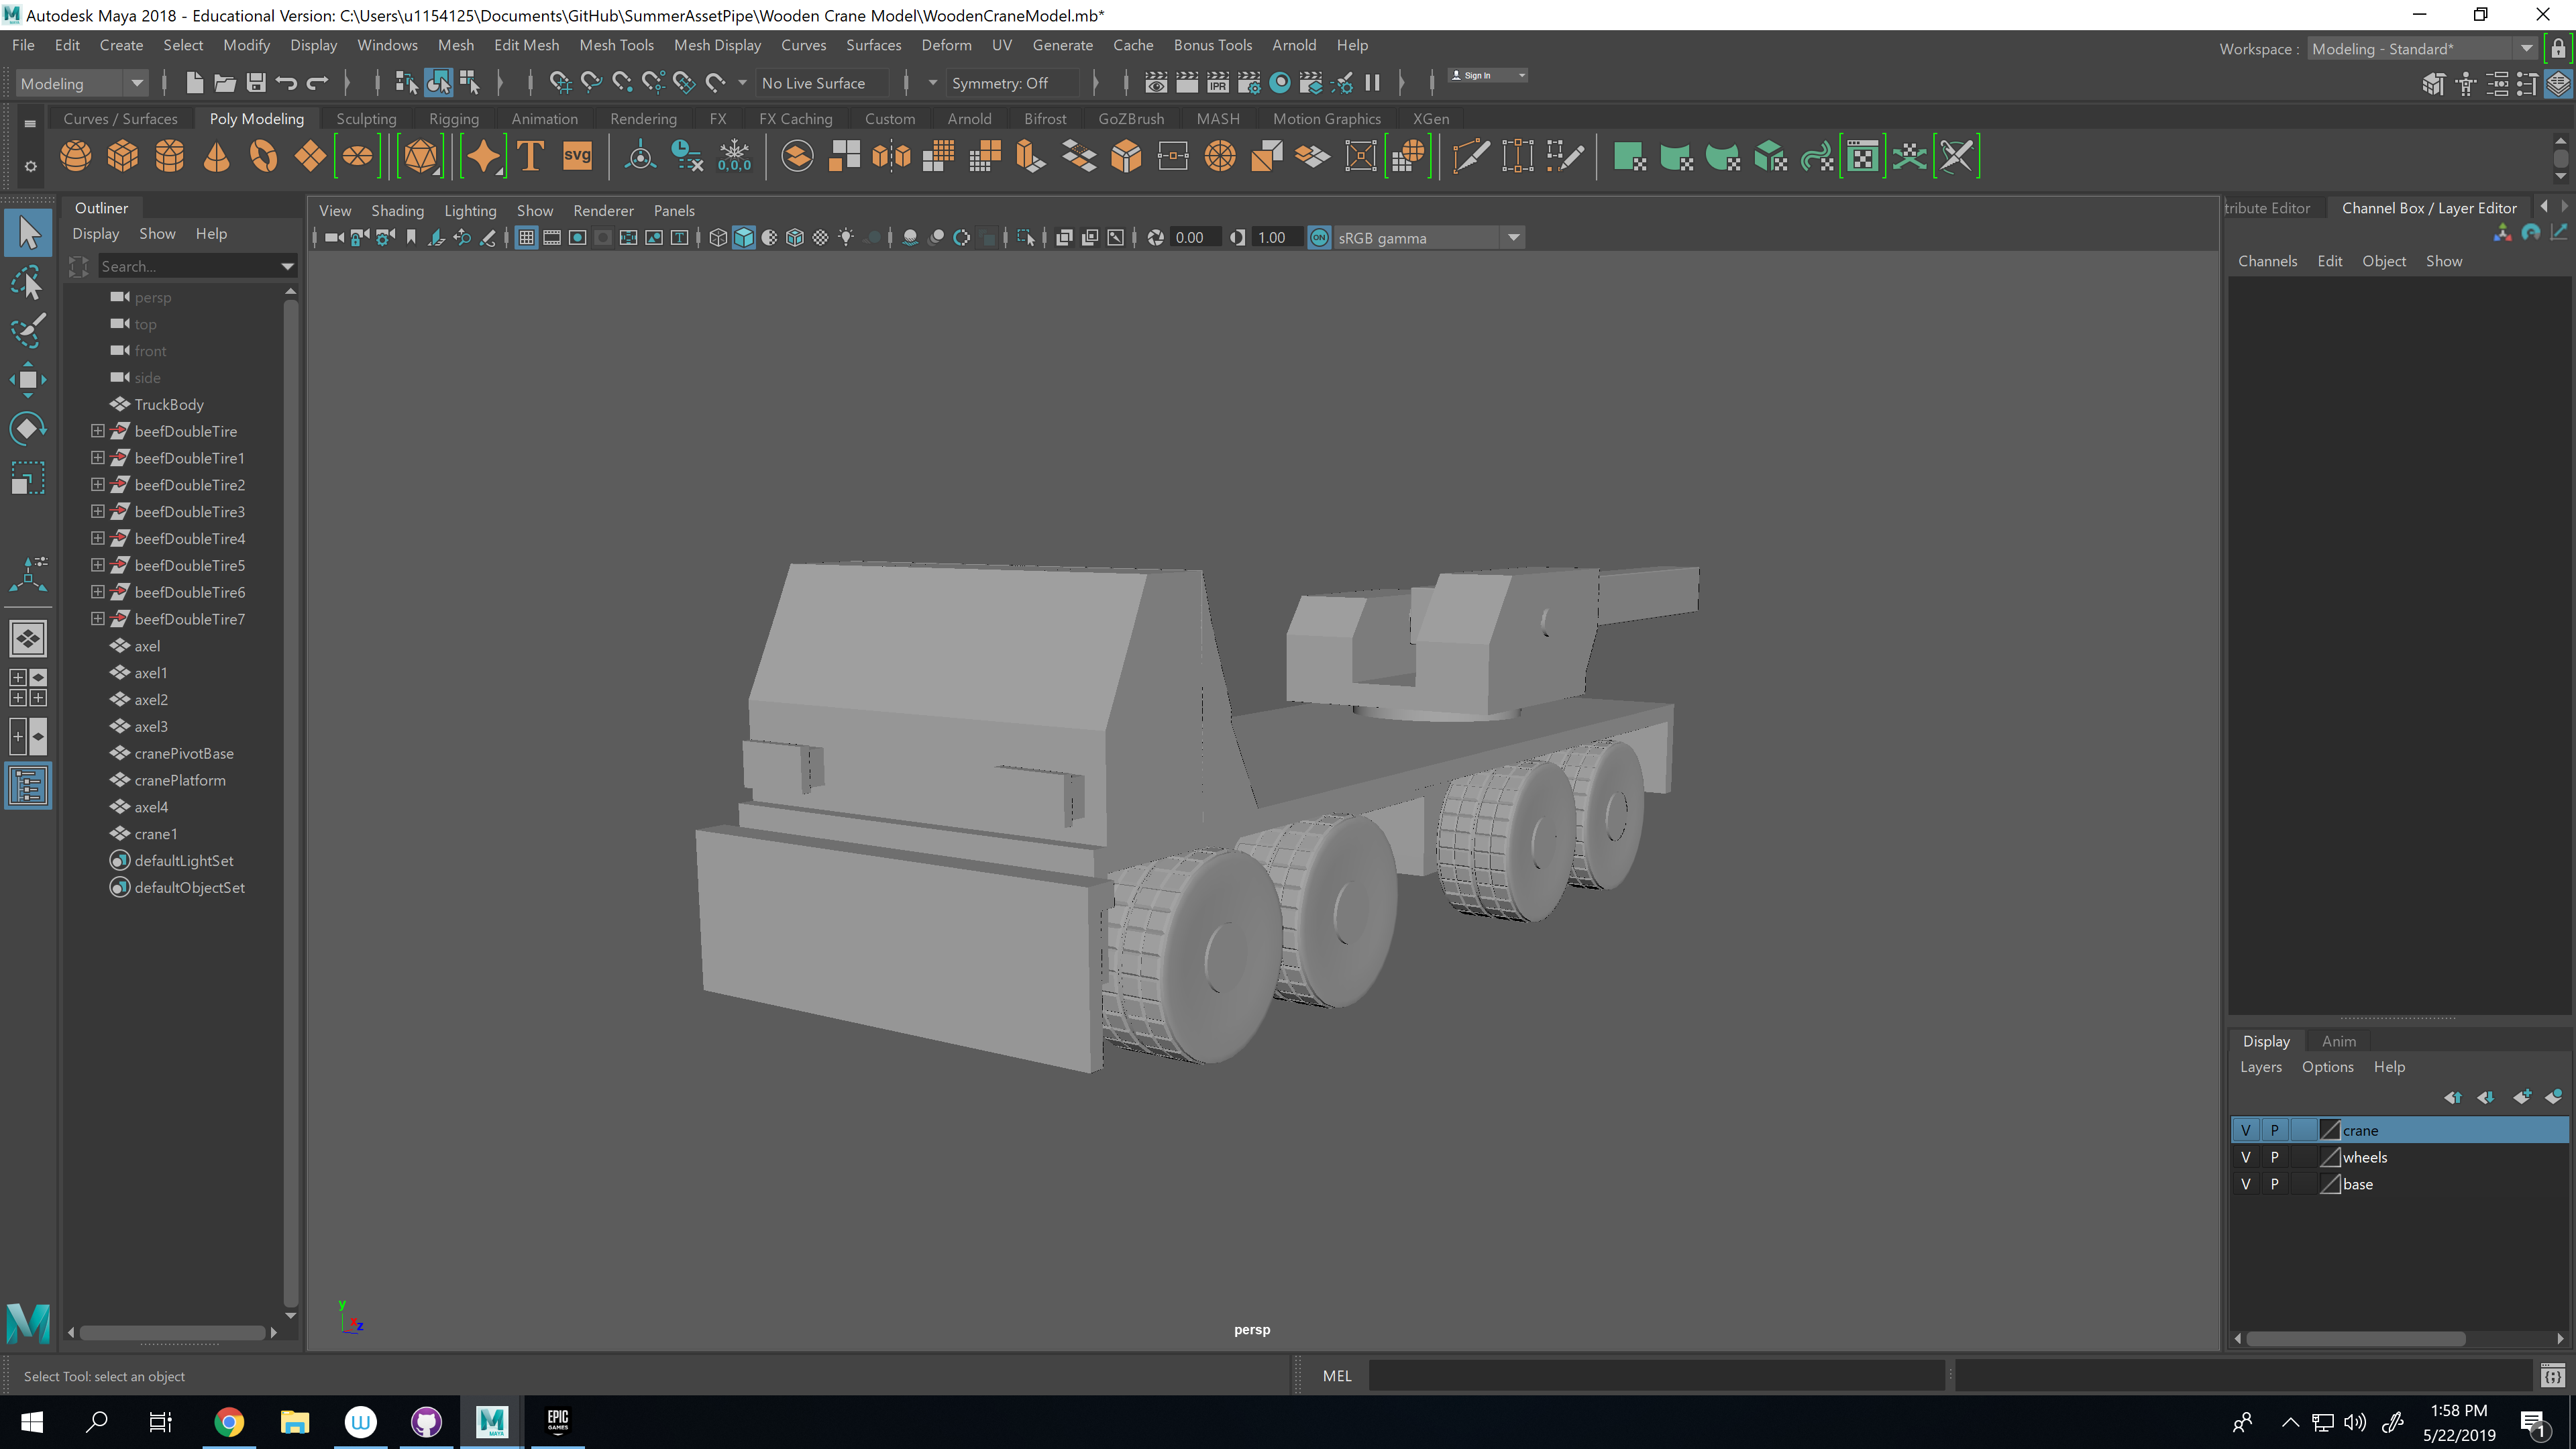 Autodesk Maya 2018 - Educational Version: C:\Users\u1154125\Documents\GitHub\SummerAssetPipe\Wooden Crane Model\WoodenCraneModel.mb*
File Edit Create Select Modify Display Windows Mesh Edit Mesh Mesh Tools Mesh Display Curves Surfaces Deform UV Generate Cache Bonus Tools Arnold Help
Workspace : Modeling - Standard*
Modeling No Live Surface Symmetry: Off IPR Sign In
Curves / Surfaces Poly Modeling Sculpting Rigging Animation Rendering FX FX Caching Custom Arnold Bifrost GoZBrush MASH Motion Graphics XGen
T svg 0,0,0
Outliner
Display Show Help
Search...
persp
top
front
side
TruckBody
beefDoubleTire
beefDoubleTire1
beefDoubleTire2
beefDoubleTire3
beefDoubleTire4
beefDoubleTire5
beefDoubleTire6
beefDoubleTire7
axel
axel1
axel2
axel3
cranePivotBase
cranePlatform
axel4
crane1
defaultLightSet
defaultObjectSet
View Shading Lighting Show Renderer Panels
0.00 1.00 ON sRGB gamma
y
x
z
persp
tribute Editor Channel Box / Layer Editor
Channels Edit Object Show
Display Anim
Layers Options Help
V P crane
V P wheels
V P base
Select Tool: select an object
MEL
M
MAYA
EPIC
GAMES
1:58 PM
5/22/2019
1